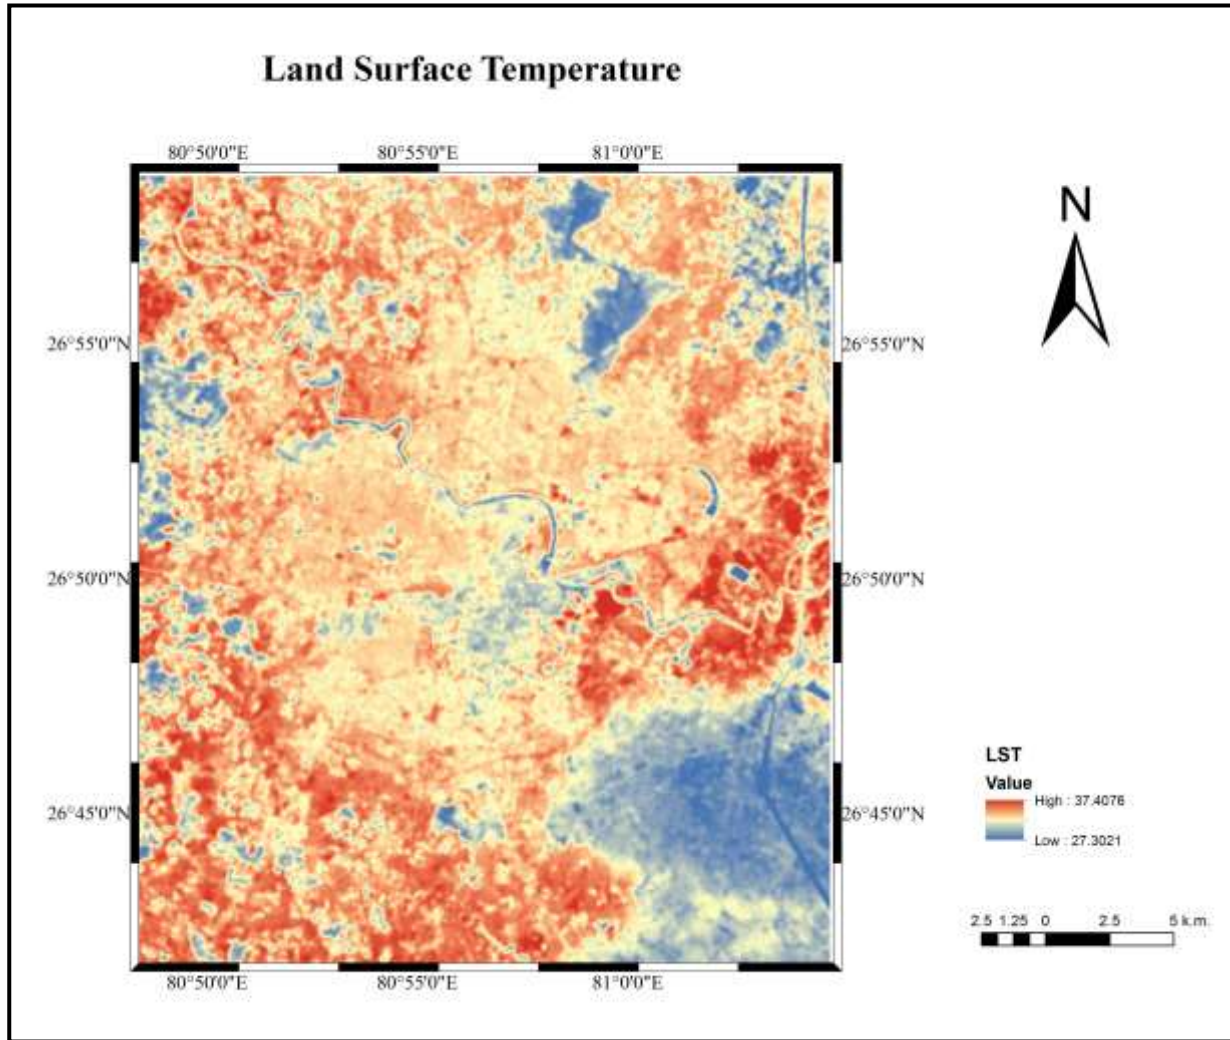 Land Surface Temperature
80°50'0"E 80°55'0"E 81°0'0"E
N
26°55'0"N 26°55'0"N
26°50'0"N 26°50'0"N
LST
Value
High : 37.4076
Low : 27.3021
26°45'0"N 26°45'0"N
2.5 1.25 0 2.5 5 k.m.
80°50'0"E 80°55'0"E 81°0'0"E